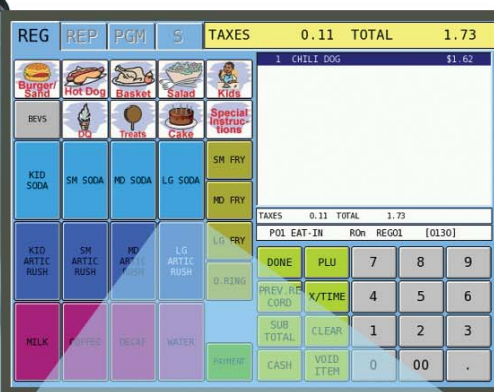 REG REP PGM S TAXES 0.11 TOTAL 1.73
1 CHILI DOG $1.62
Burger/
Sand
Hot Dog
Basket
Salad
Kids
BEVS
DQ
Treats
Cake
Special
Instruc-
tions
KID
SODA
SM SODA
MD SODA
LG SODA
SM FRY
MD FRY
KID
ARTIC
RUSH
SM
ARTIC
RUSH
MD
ARTIC
RUSH
LG
ARTIC
RUSH
LG FRY
O.RING
MILK
COFFEE
DECAF
WATER
PAYMENT
TAXES 0.11 TOTAL 1.73
PO1 EAT-IN ROn REG01 [0130]
DONE
PLU
7
8
9
PREV.RE
CORD
X/TIME
4
5
6
SUB
TOTAL
CLEAR
1
2
3
CASH
VOID
ITEM
0
00
.